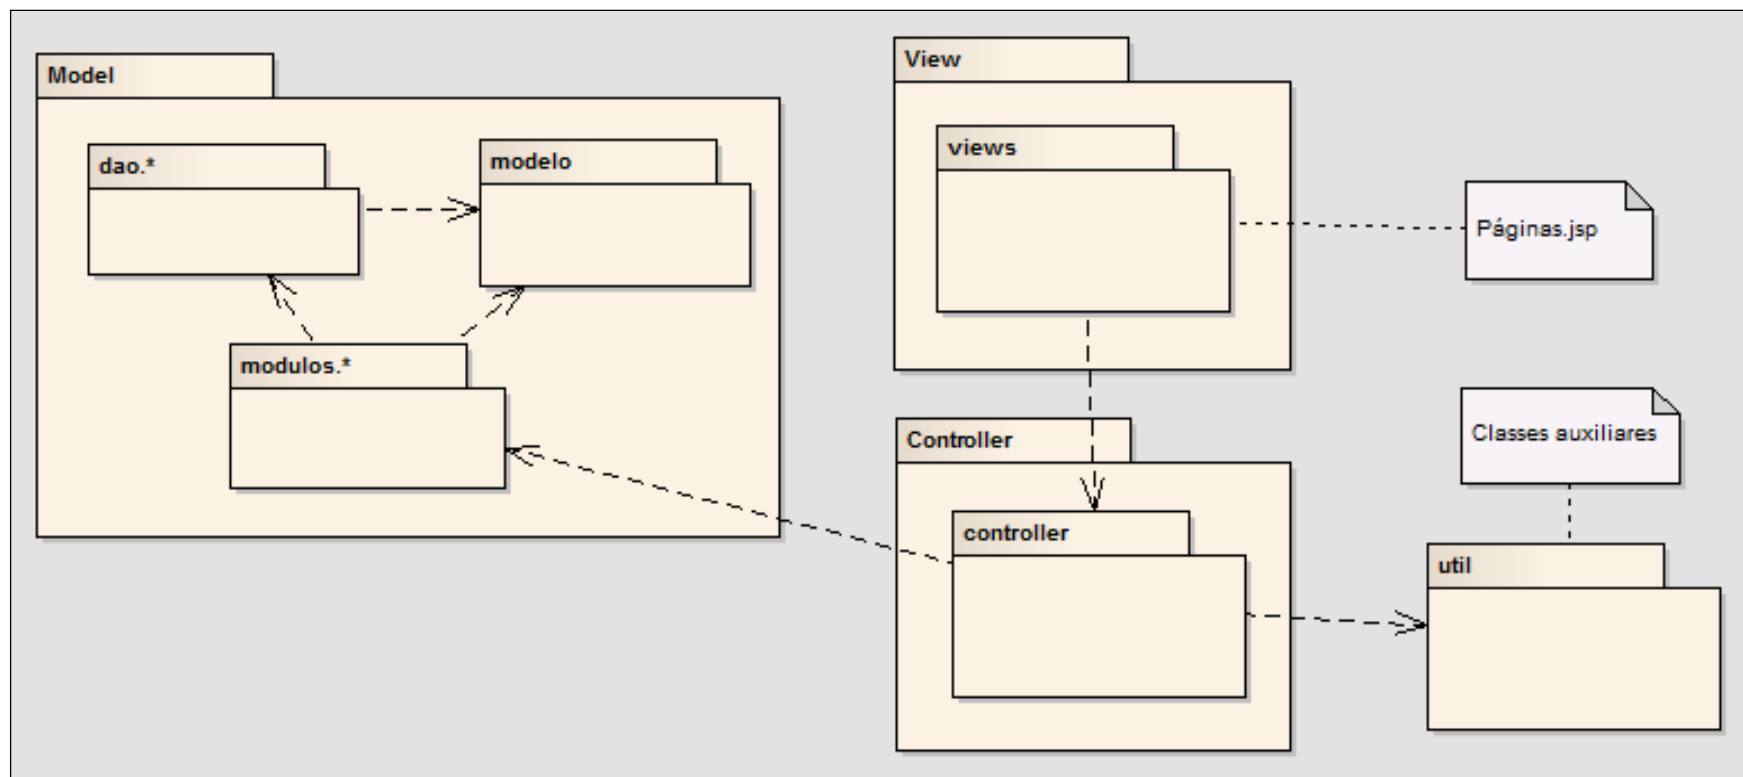 Model
dao.*
modelo
modulos.*
View
views
Páginas.jsp
Controller
controller
Classes auxiliares
util